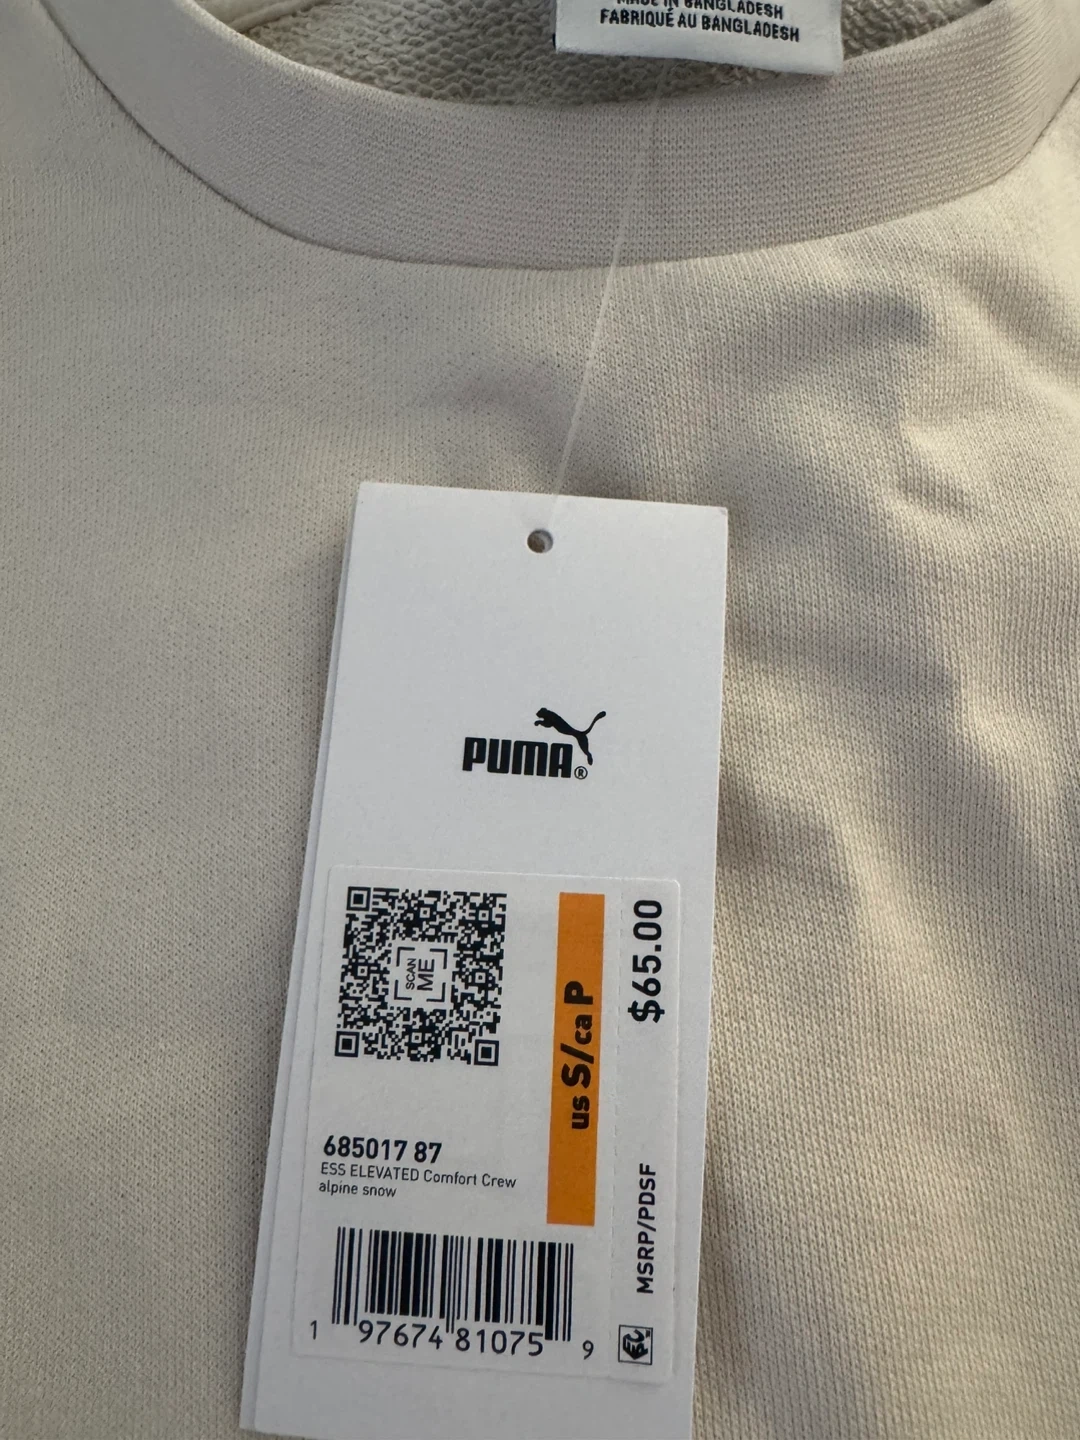 MADE IN BANGLADESH
FABRIQUÉ AU BANGLADESH
PUMA®
SCAN
ME
us S/ca P
$65.00
MSRP/PDSF
685017 87
ESS ELEVATED Comfort Crew
alpine snow
1 97674 81075 9